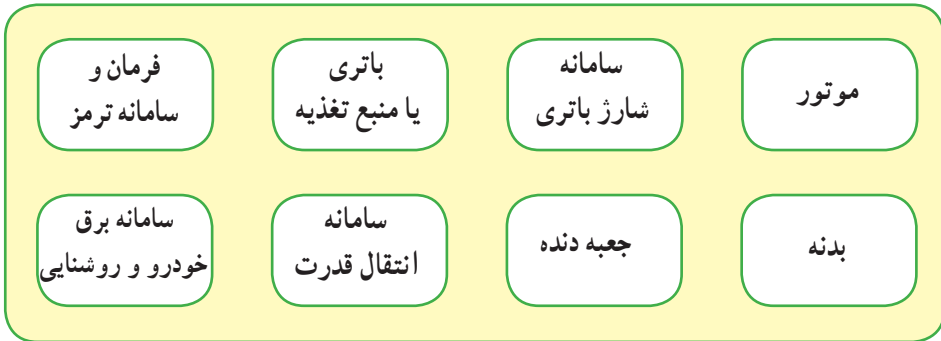 موتور
سامانه
شارژ باتری
باتری
یا منبع تغذیه
فرمان و
سامانه ترمز
بدنه
جعبه دنده
سامانه
انتقال قدرت
سامانه برق
خودرو و روشنایی